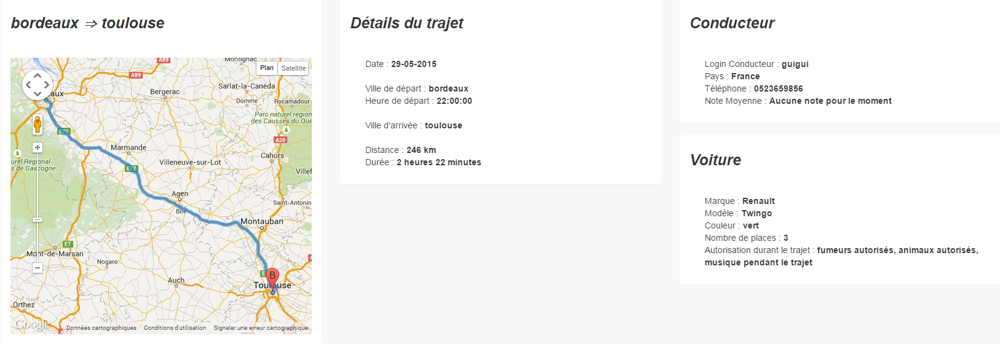 bordeaux ⇒ toulouse
A89
Montignac
Plan
Satellite
A89
Sarlat-la-Canéda
Bergerac
Domme
Rocamadour
Parc naturel région
des Causses du Que
E72
A20
Marmande
Cahors
Villeneuve-sur-Lot
urel Régional
s de Gascogne
E72
Villef
Agen
Boé
Saint-Antonin
Montauban
E7
Mont-de-Marsan
Nogaro
B
Auch
Toulouse
Orthez
Google
Données cartographiques
Conditions d'utilisation
Signaler une erreur cartographique
Détails du trajet
Date : 29-05-2015
Ville de départ : bordeaux
Heure de départ : 22:00:00
Ville d'arrivée : toulouse
Distance : 246 km
Durée : 2 heures 22 minutes
Conducteur
Login Conducteur : guigui
Pays : France
Téléphone : 0523659856
Note Moyenne : Aucune note pour le moment
Voiture
Marque : Renault
Modèle : Twingo
Couleur : vert
Nombre de places : 3
Autorisation durant le trajet : fumeurs autorisés, animaux autorisés,
musique pendant le trajet